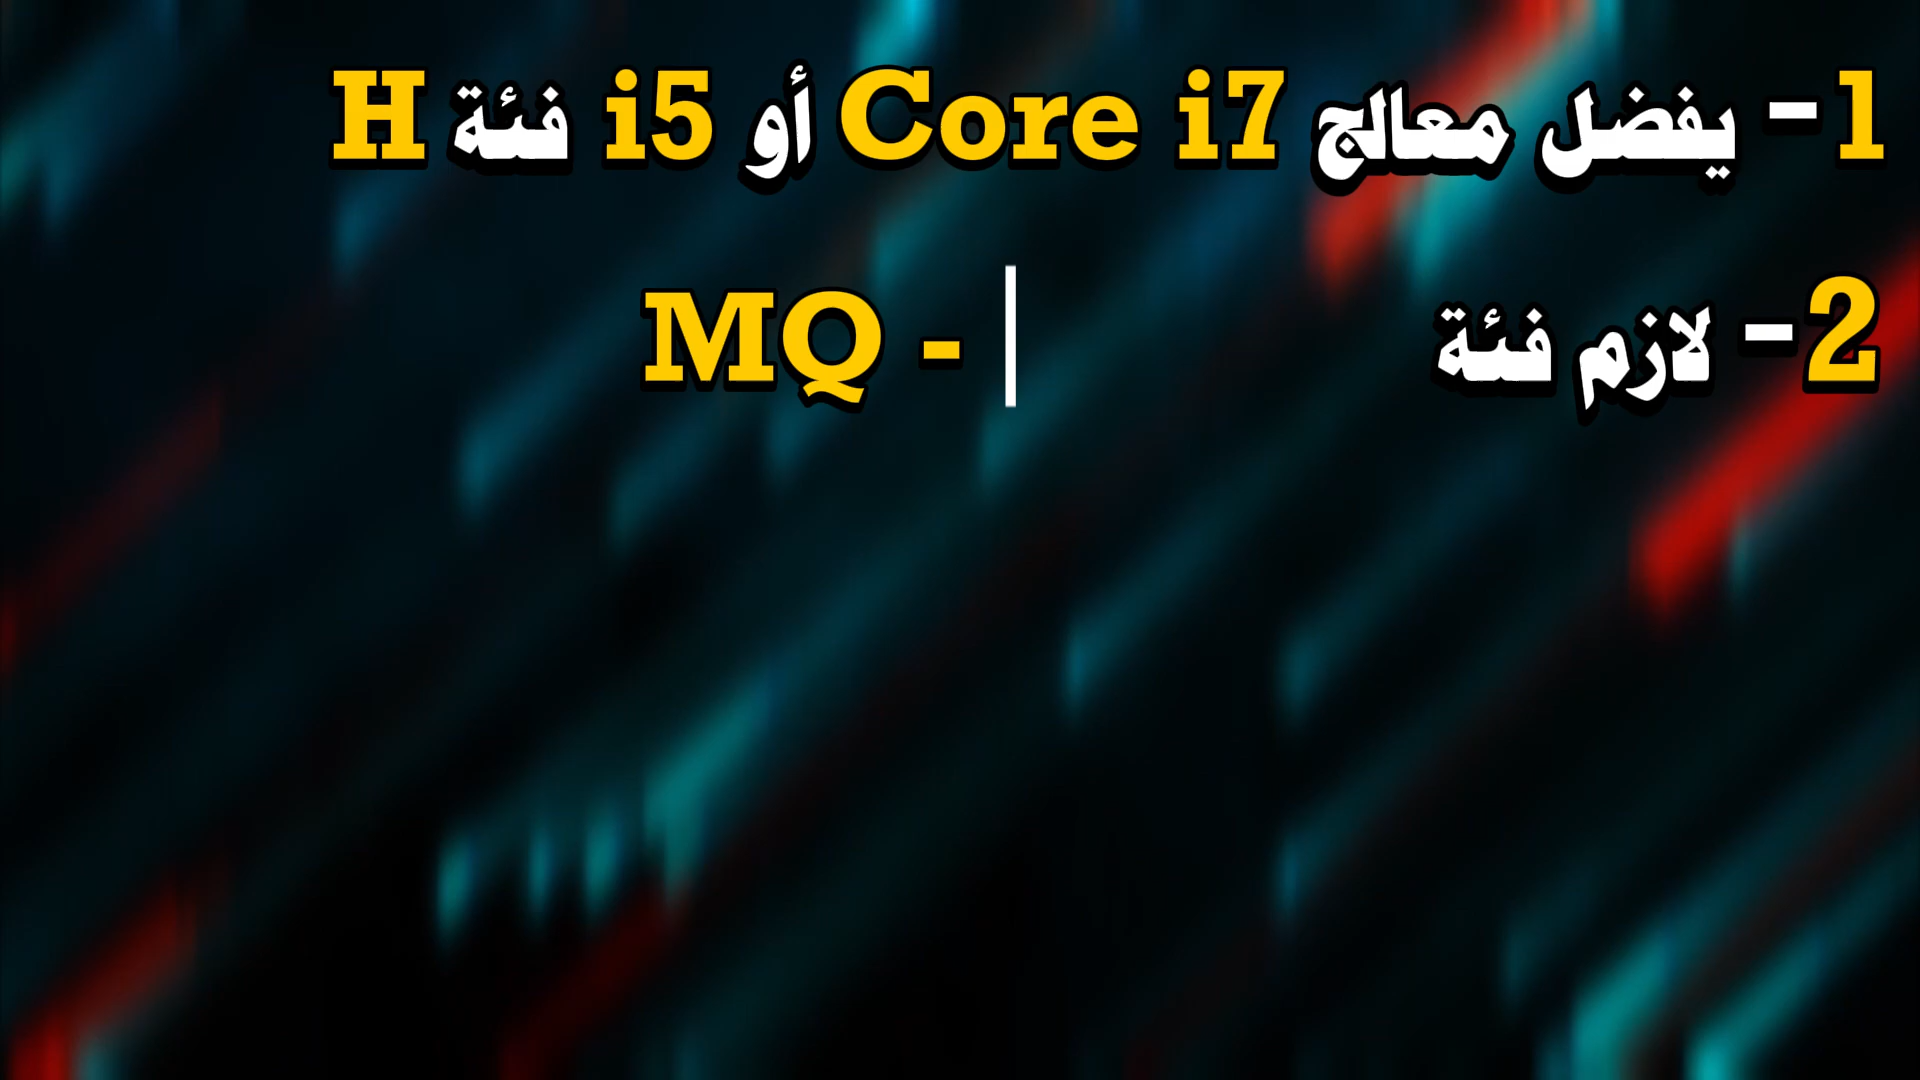 1- يفضل معالج Core i7 أو i5 فئة H
2- لازم فئة MQ -